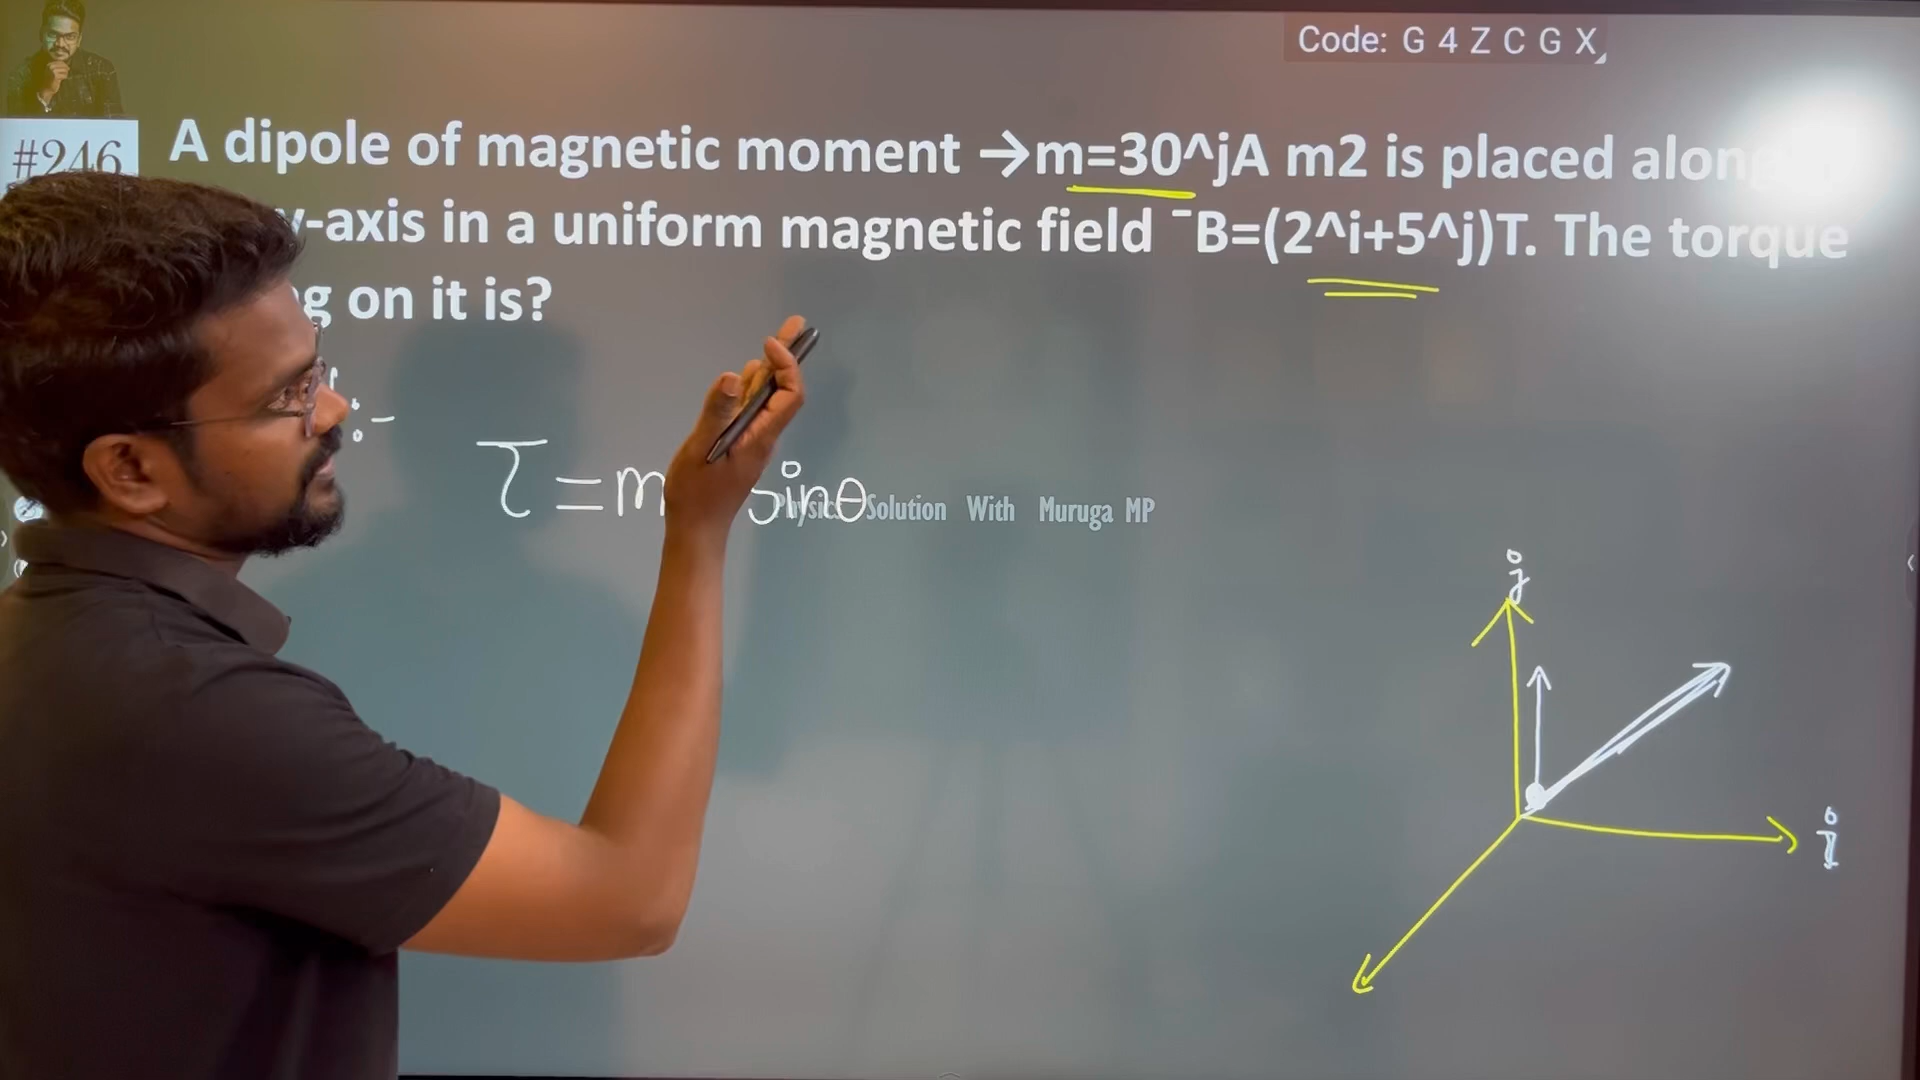 Code: G 4 Z C G X
#246
A dipole of magnetic moment →m=30^jA m2 is placed
y-axis in a uniform magnetic field ¯B=(2^i+5^j)T. The torque
on it is?
:-
τ = m sinθ
Physics Solution With Muruga MP
j
i